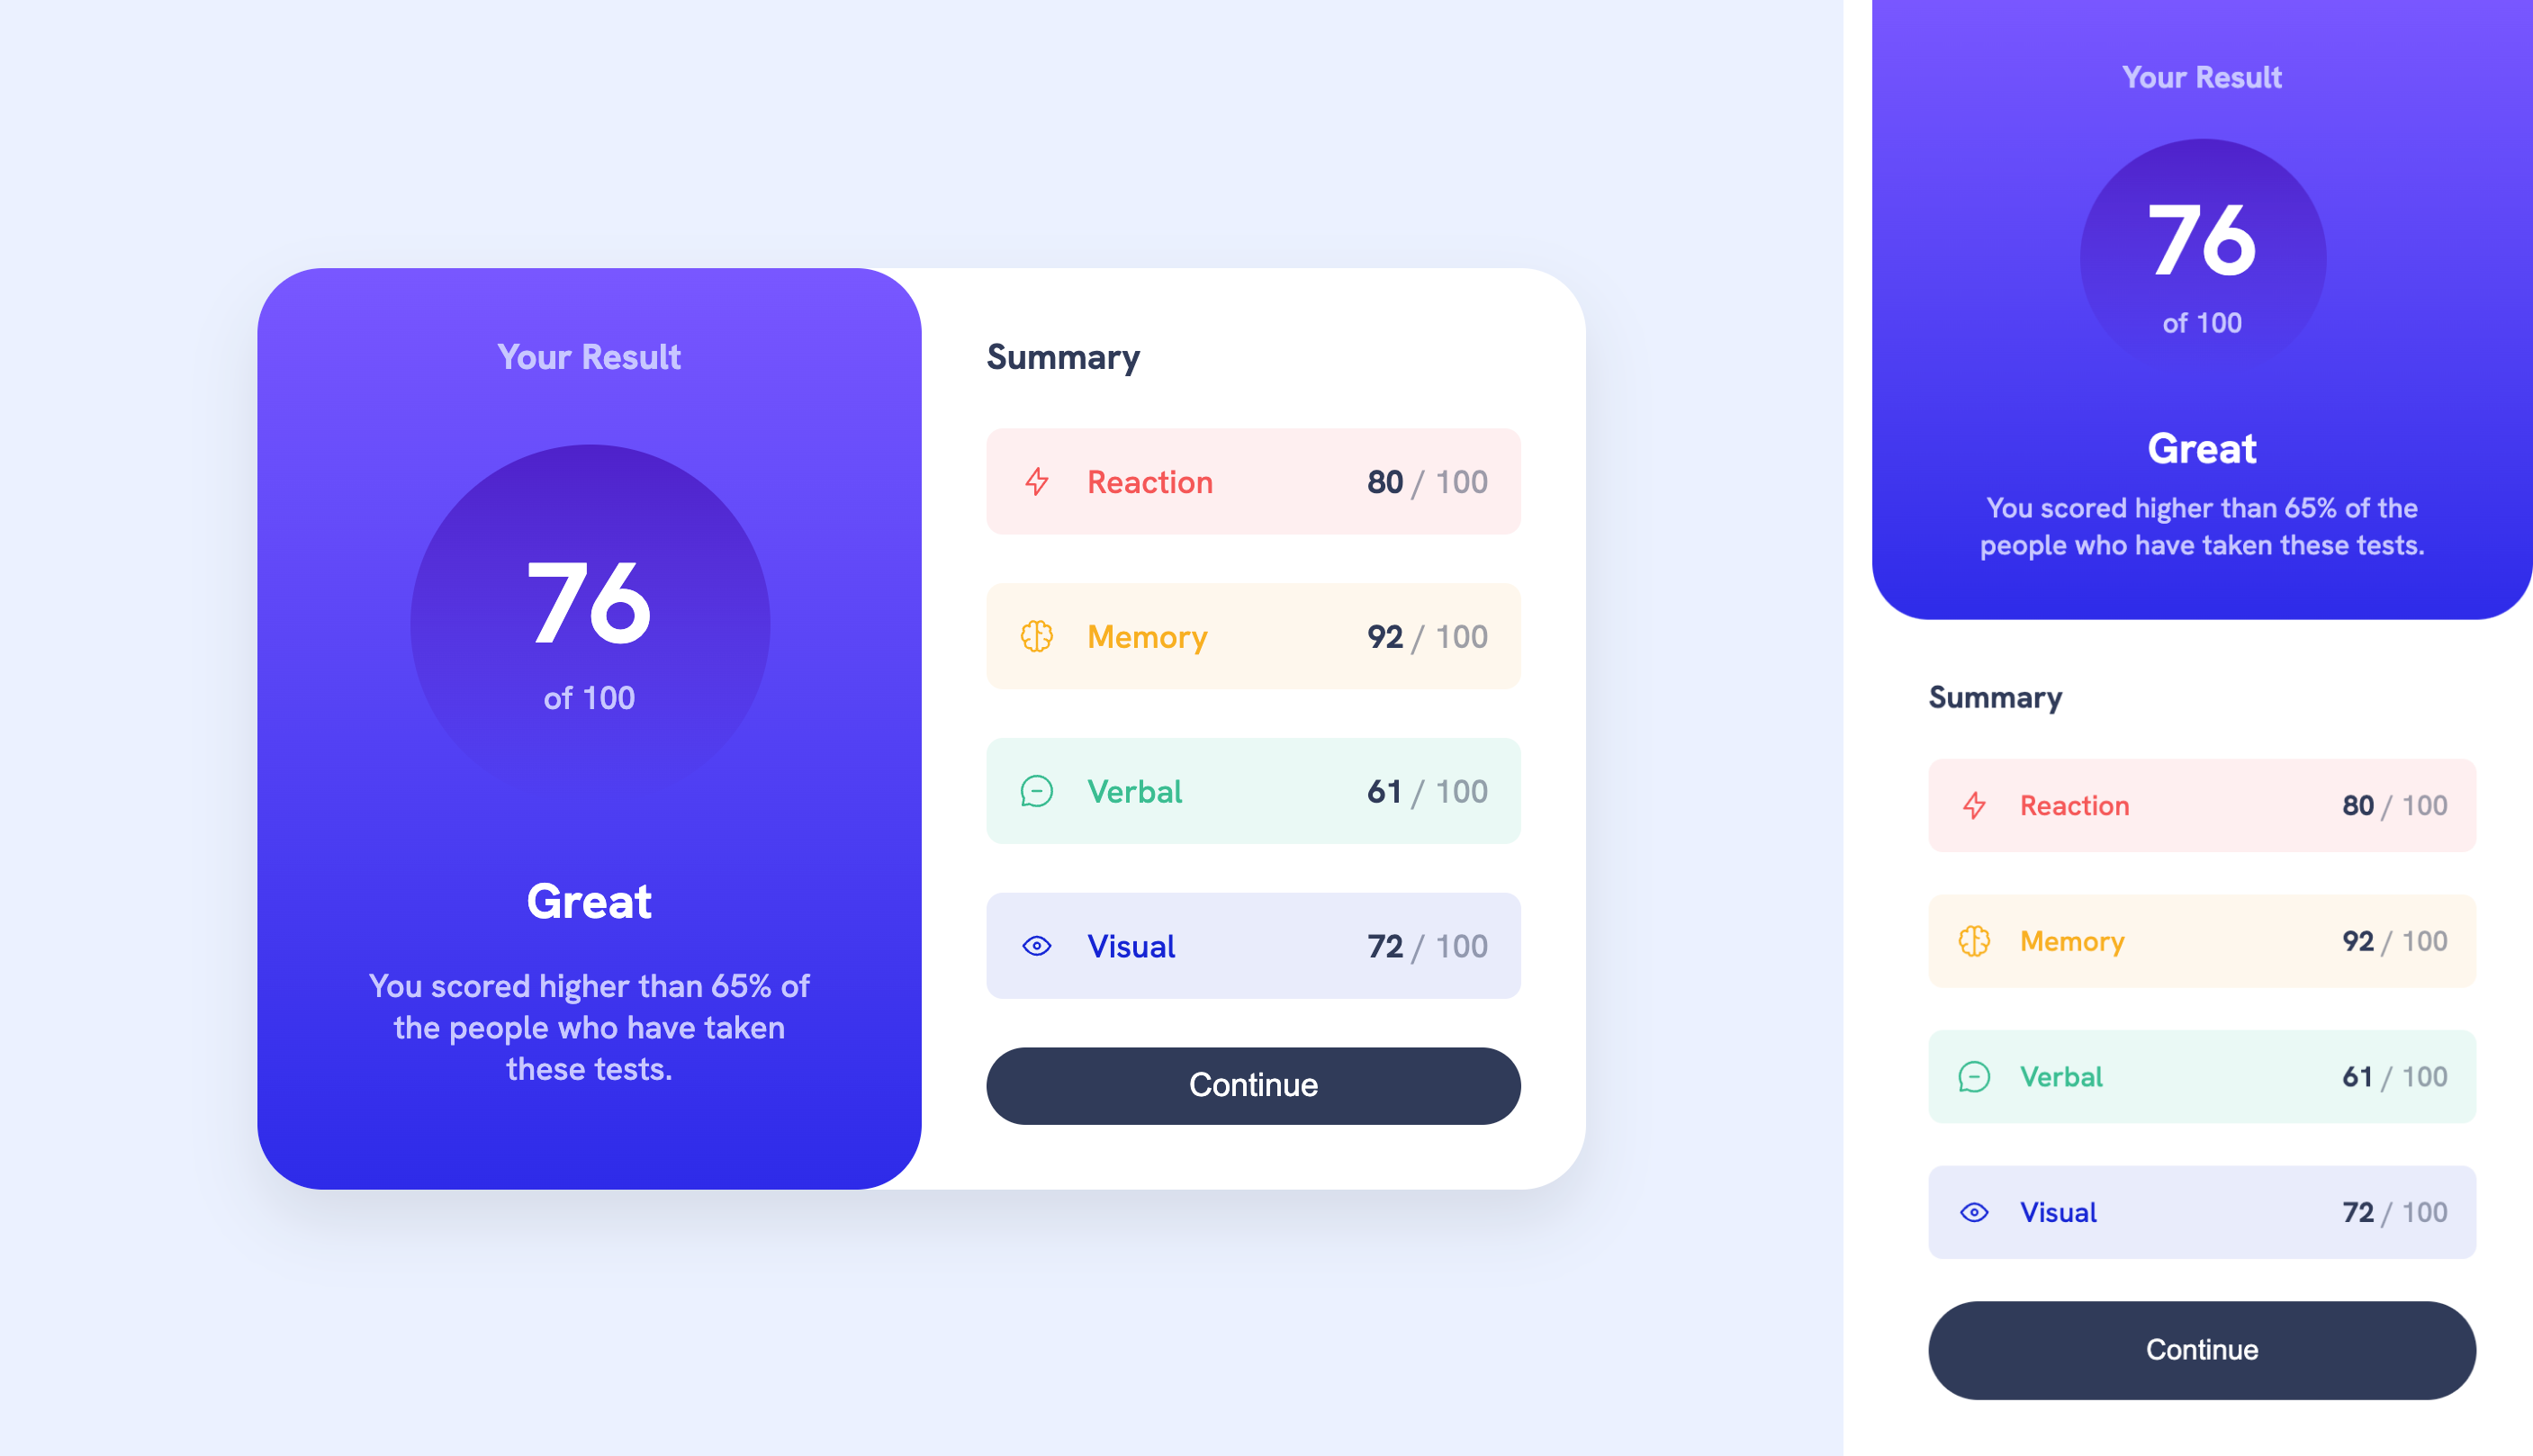 Your Result
76
of 100
Great
You scored higher than 65% of
the people who have taken
these tests.
Summary
Reaction 80 / 100
Memory 92 / 100
Verbal 61 / 100
Visual 72 / 100
Continue
Your Result
76
of 100
Great
You scored higher than 65% of the
people who have taken these tests.
Summary
Reaction 80 / 100
Memory 92 / 100
Verbal 61 / 100
Visual 72 / 100
Continue